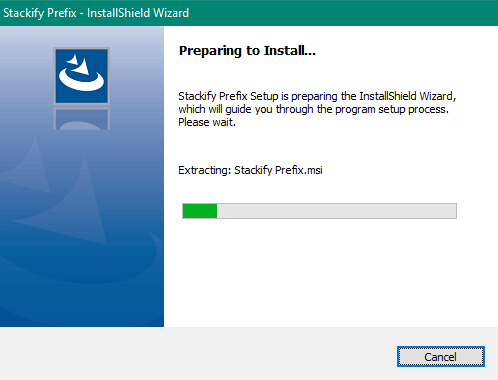 Stackify Prefix - InstallShield Wizard
Preparing to Install...
Stackify Prefix Setup is preparing the InstallShield Wizard,
which will guide you through the program setup process.
Please wait.
Extracting: Stackify Prefix.msi
Cancel